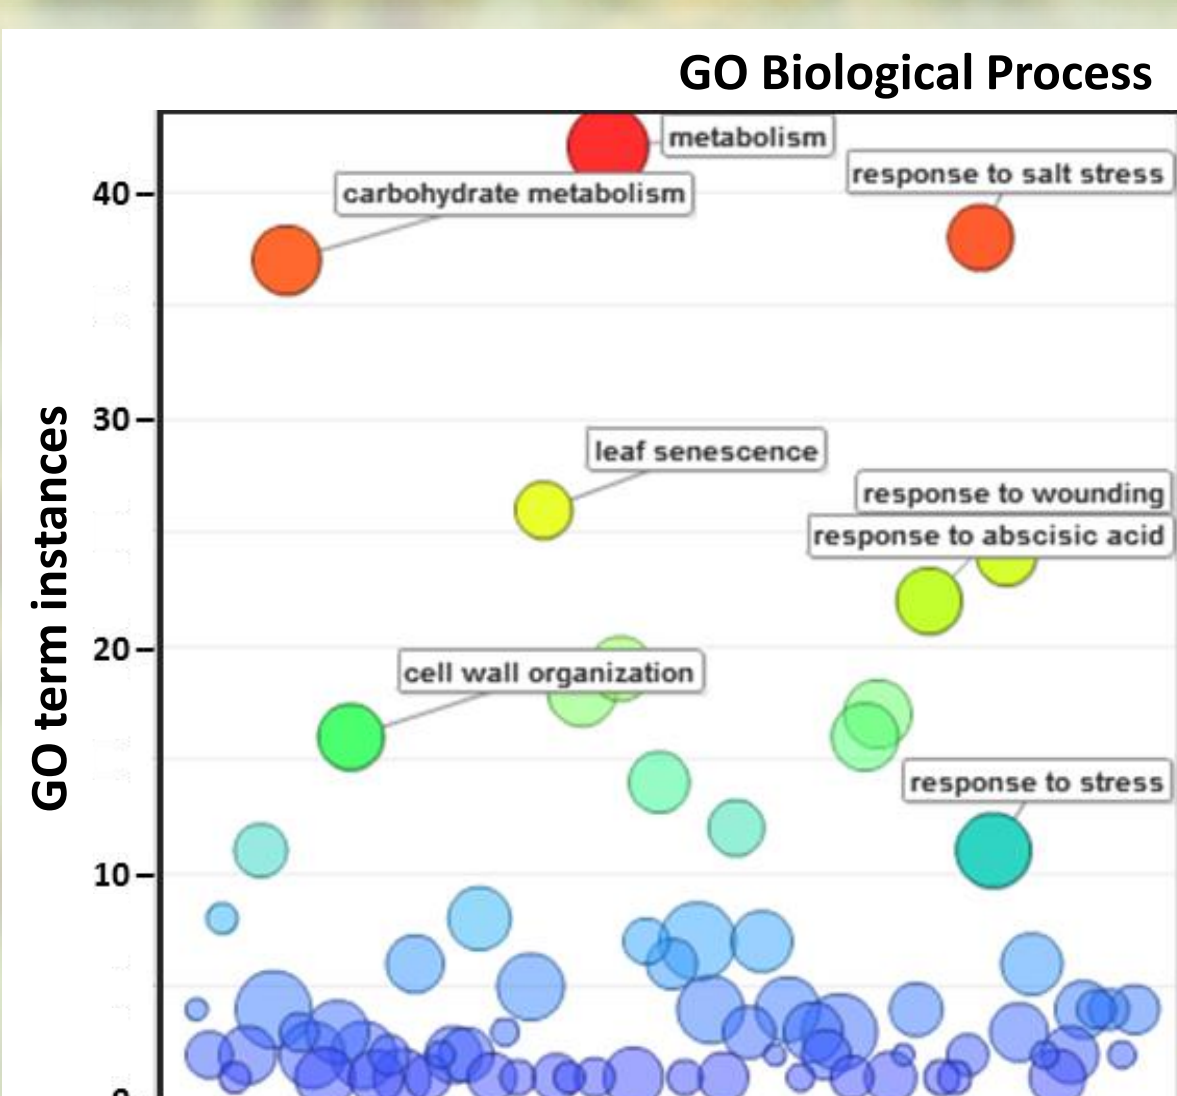 GO Biological Process
metabolism
response to salt stress
carbohydrate metabolism
40
30
leaf senescence
response to wounding
response to abscisic acid
GO term instances
20
cell wall organization
response to stress
10
0